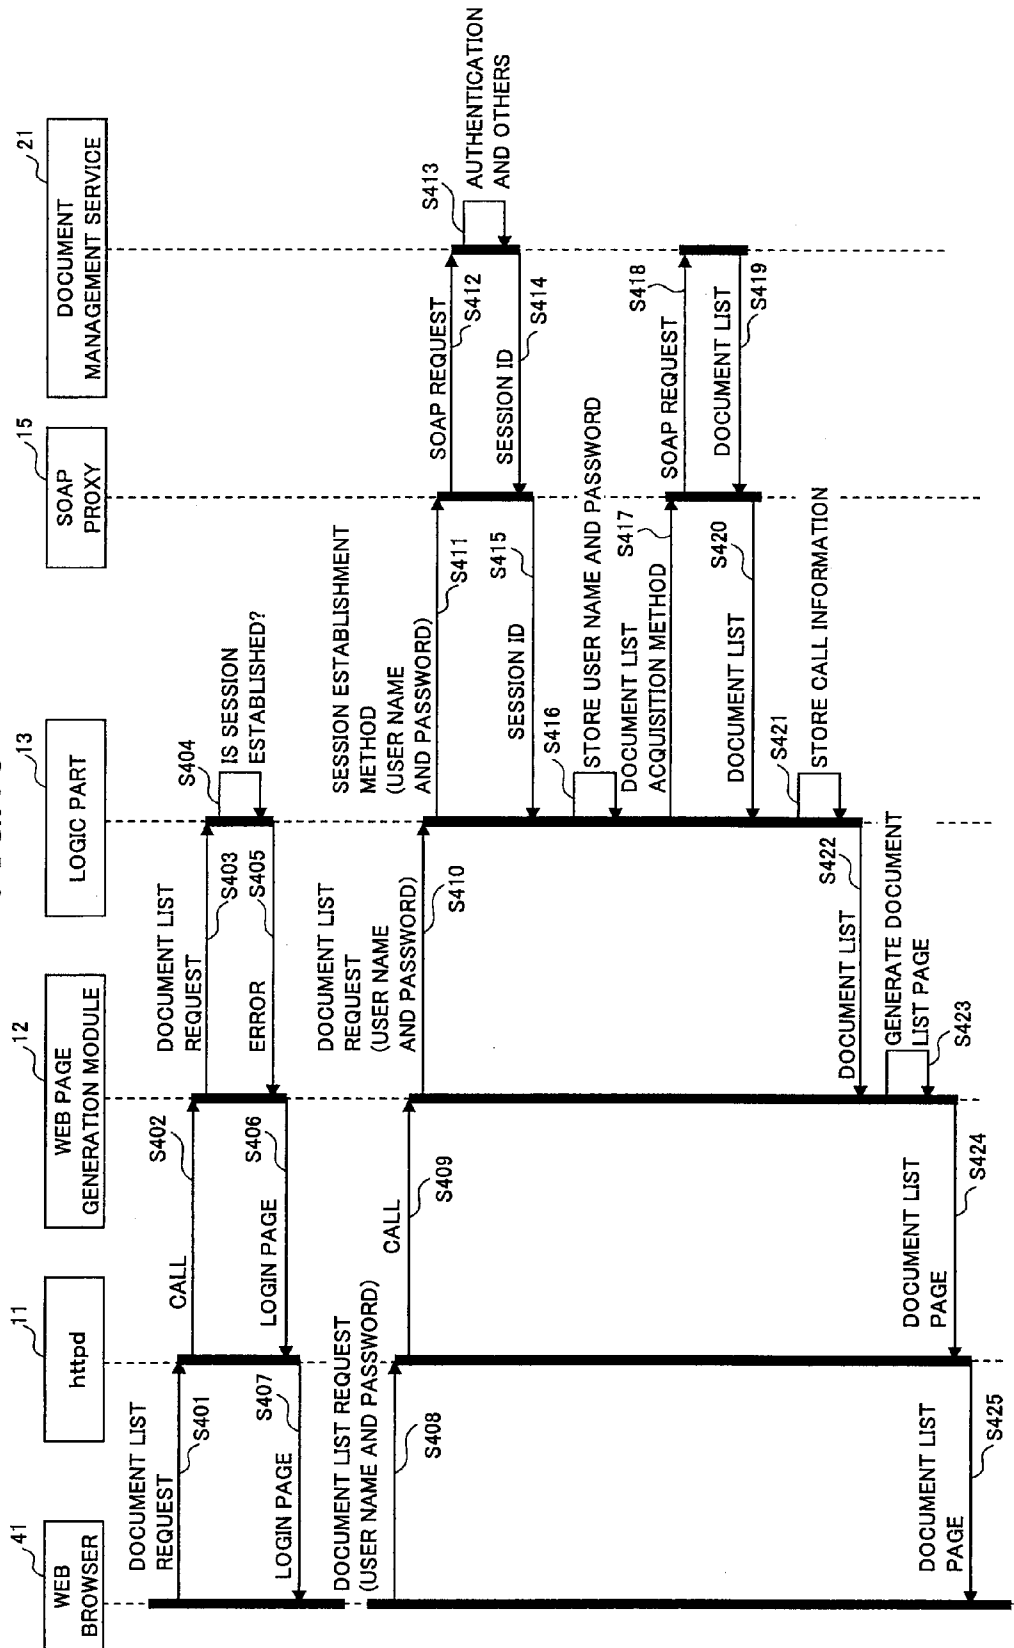 41
WEB
BROWSER
11
httpd
12
WEB PAGE
GENERATION MODULE
13
LOGIC PART
15
SOAP
PROXY
21
DOCUMENT
MANAGEMENT SERVICE
DOCUMENT LIST
REQUEST
S401
CALL
S402
DOCUMENT LIST
REQUEST
S403
S404
IS SESSION
ESTABLISHED?
ERROR
S405
LOGIN PAGE
S406
LOGIN PAGE
S407
DOCUMENT LIST REQUEST
(USER NAME AND PASSWORD)
S408
CALL
S409
DOCUMENT LIST
REQUEST
(USER NAME
AND PASSWORD)
S410
SESSION ESTABLISHMENT
METHOD
(USER NAME
AND PASSWORD)
S411
SOAP REQUEST
S412
S413
AUTHENTICATION
AND OTHERS
SESSION ID
S414
SESSION ID
S415
S416
STORE USER NAME AND PASSWORD
DOCUMENT LIST
ACQUISITION METHOD
S417
SOAP REQUEST
S418
DOCUMENT LIST
S419
DOCUMENT LIST
S420
S421
STORE CALL INFORMATION
DOCUMENT LIST
S422
GENERATE DOCUMENT
LIST PAGE
S423
DOCUMENT LIST
PAGE
S424
DOCUMENT LIST
PAGE
S425